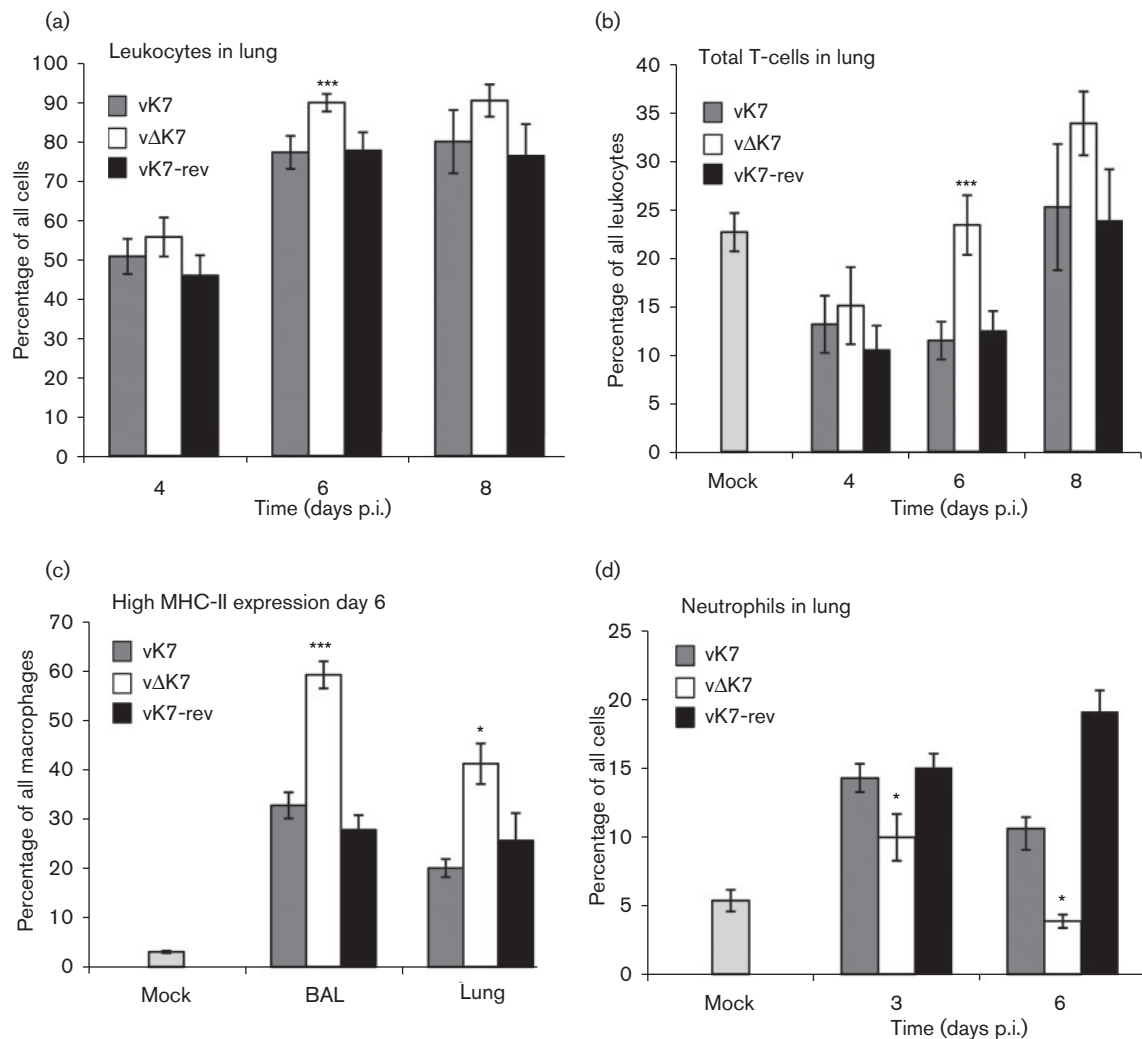 (a)
Leukocytes in lung
Percentage of all cells
100
90
80
70
60
50
40
30
20
10
0
vK7
vΔK7
vK7-rev
***
4
6
8
Time (days p.i.)
(b)
Total T-cells in lung
Percentage of all leukocytes
40
35
30
25
20
15
10
5
0
vK7
vΔK7
vK7-rev
***
Mock
4
6
8
Time (days p.i.)
(c)
High MHC-II expression day 6
Percentage of all macrophages
70
60
50
40
30
20
10
0
vK7
vΔK7
vK7-rev
***
*
Mock
BAL
Lung
(d)
Neutrophils in lung
Percentage of all cells
25
20
15
10
5
0
vK7
vΔK7
vK7-rev
*
*
Mock
3
6
Time (days p.i.)